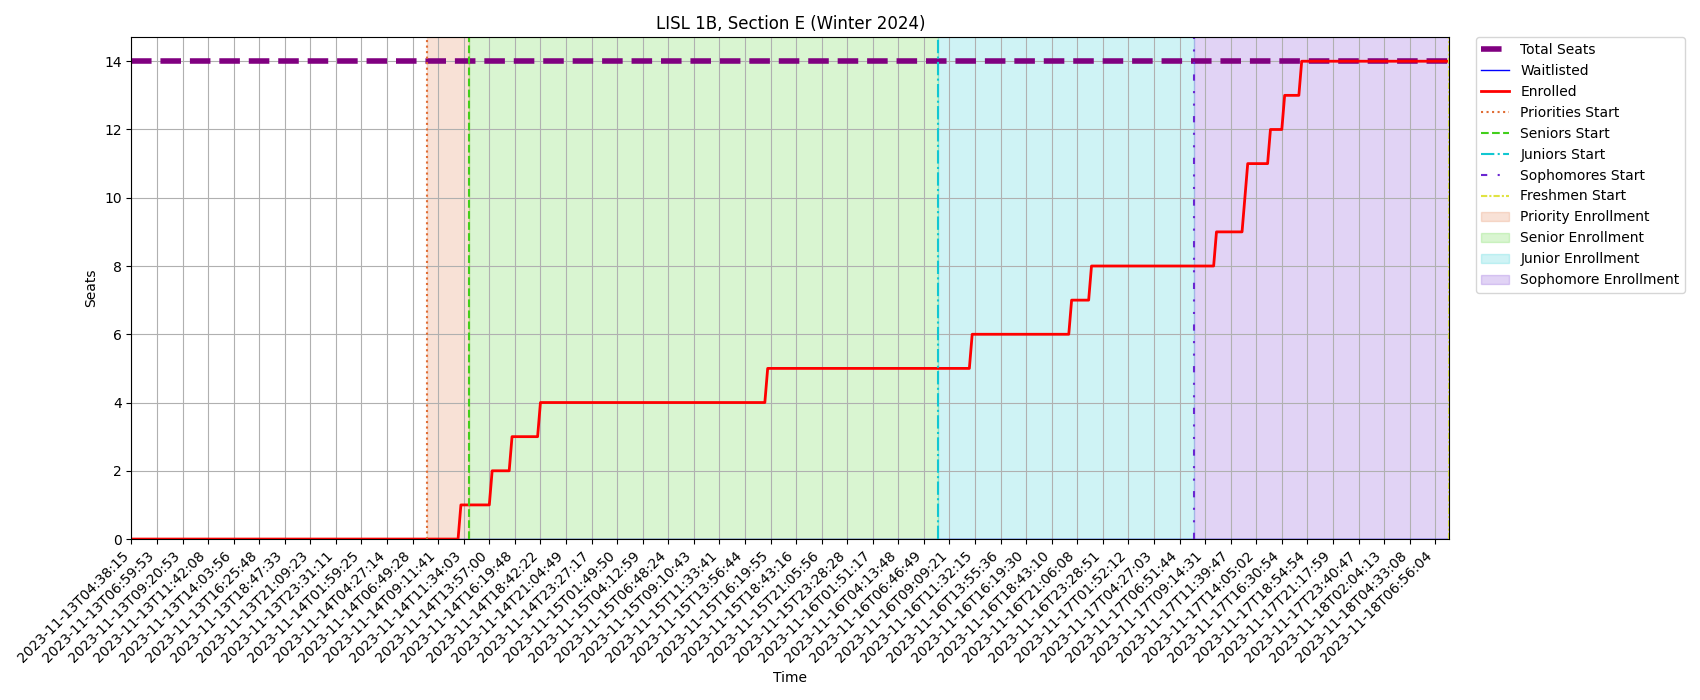 LISL 1B, Section E (Winter 2024)
Total Seats
Waitlisted
Enrolled
Priorities Start
Seniors Start
Juniors Start
Sophomores Start
Freshmen Start
Priority Enrollment
Senior Enrollment
Junior Enrollment
Sophomore Enrollment
Seats
14
12
10
8
6
4
2
0
2023-11-13T04:38:15
2023-11-13T06:59:53
2023-11-13T09:20:53
2023-11-13T11:42:08
2023-11-13T14:03:56
2023-11-13T16:25:48
2023-11-13T18:47:33
2023-11-13T21:09:23
2023-11-13T23:31:11
2023-11-14T01:59:25
2023-11-14T04:27:14
2023-11-14T06:49:28
2023-11-14T09:11:41
2023-11-14T11:34:03
2023-11-14T13:57:00
2023-11-14T16:19:48
2023-11-14T18:42:22
2023-11-14T21:04:49
2023-11-14T23:27:17
2023-11-15T01:49:50
2023-11-15T04:12:59
2023-11-15T06:48:24
2023-11-15T09:10:43
2023-11-15T11:33:41
2023-11-15T13:56:44
2023-11-15T16:19:55
2023-11-15T18:43:16
2023-11-15T21:05:56
2023-11-15T23:28:28
2023-11-16T01:51:17
2023-11-16T04:13:48
2023-11-16T06:46:49
2023-11-16T09:09:21
2023-11-16T11:32:15
2023-11-16T13:55:36
2023-11-16T16:19:30
2023-11-16T18:43:10
2023-11-16T21:06:08
2023-11-16T23:28:51
2023-11-17T01:52:12
2023-11-17T04:27:03
2023-11-17T06:51:44
2023-11-17T09:14:31
2023-11-17T11:39:47
2023-11-17T14:05:02
2023-11-17T16:30:54
2023-11-17T18:54:54
2023-11-17T21:17:59
2023-11-17T23:40:47
2023-11-18T02:04:13
2023-11-18T04:33:08
2023-11-18T06:56:04
Time